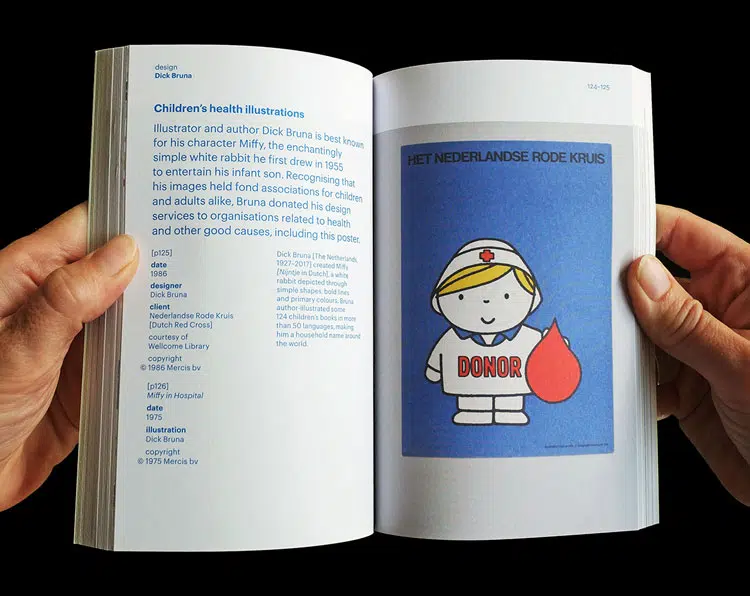 design
Dick Bruna
Children's health illustrations
Illustrator and author Dick Bruna is best known
for his character Miffy, the enchantingly
simple white rabbit he first drew in 1955
to entertain his infant son. Recognising that
his images held fond associations for children
and adults alike, Bruna donated his design
services to organisations related to health
and other good causes, including this poster.
[p125]
date
1986
designer
Dick Bruna
client
Nederlandse Rode Kruis
[Dutch Red Cross]
courtesy of
Wellcome Library
copyright
© 1986 Mercis bv
[p126]
Miffy in Hospital
date
1975
illustration
Dick Bruna
copyright
© 1975 Mercis bv
Dick Bruna [The Netherlands,
1927–2017] created Miffy
[Nijntje in Dutch], a white
rabbit depicted through
simple shapes, bold lines
and primary colours. Bruna
author-illustrated some
124 children's books in more
than 50 languages, making
him a household name around
the world.
124–125
HET NEDERLANDSE RODE KRUIS
DONOR